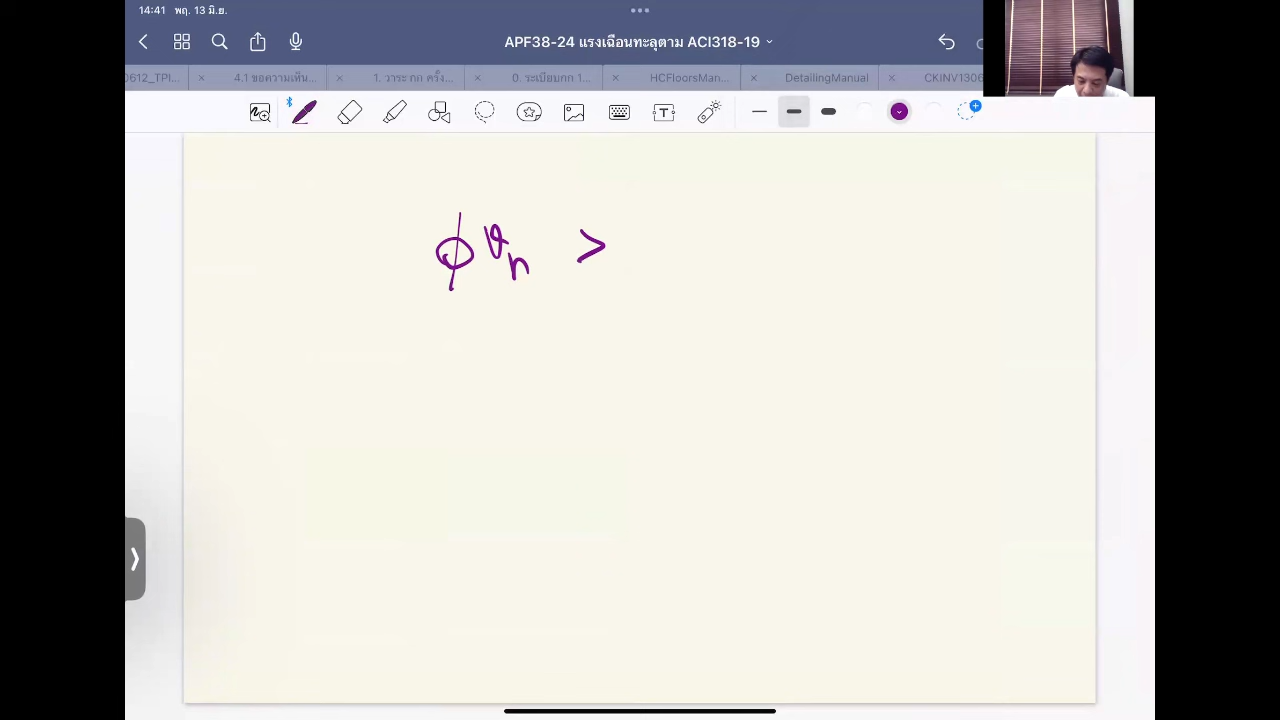 14:41 พฤ. 13 มิ.ย.
APF38-24 แรงเฉือนทะลุตาม ACI318-19
0612_TPI... 4.1 ขอความเห็น... . วาระ กก ครั้ง... 0. ระเบียบกก 1... HCFloorsMan... DetailingManual CKINV1306
ϕ v_n >